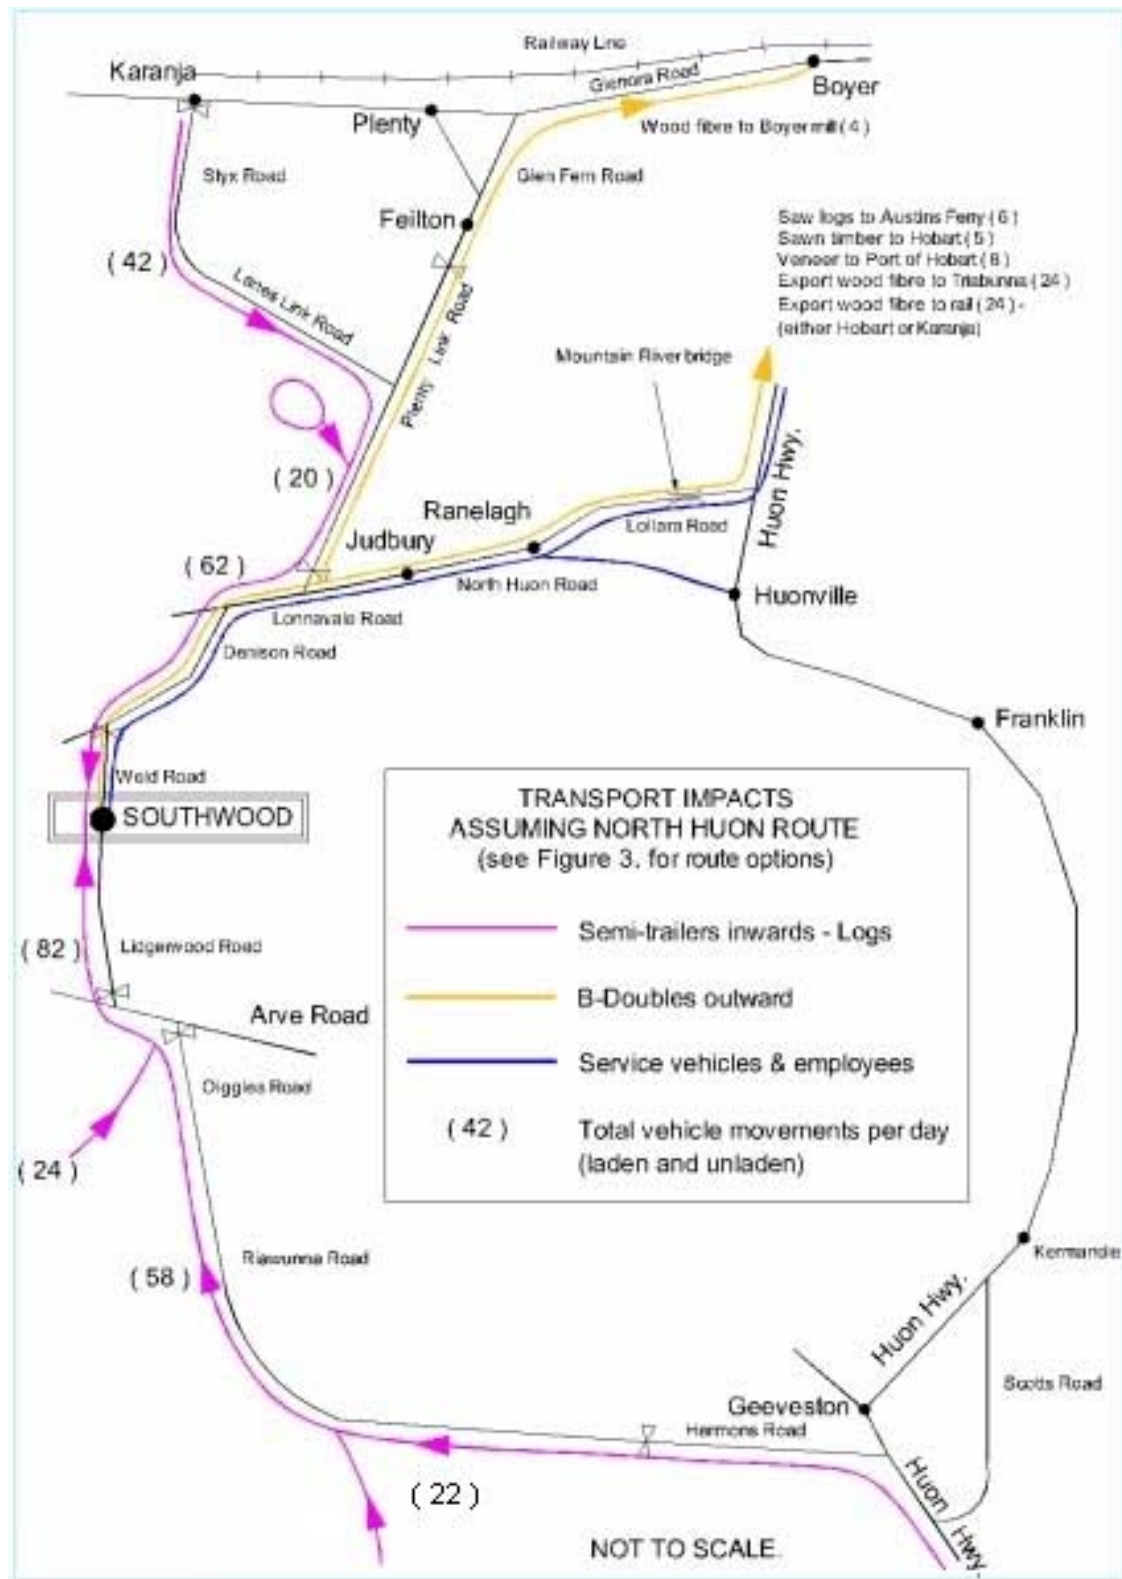 Railway Line
Karanja
Glenora Road
Boyer
Plenty
Wood fibre to Boyer mill ( 4 )
Styx Road
Glen Fern Road
Feilton
Saw logs to Austins Ferry ( 6 )
Sawn timber to Hobart ( 5 )
Veneer to Port of Hobart ( 8 )
Export wood fibre to Triabunna ( 24 )
Export wood fibre to rail ( 24 ) -
(either Hobart or Karanja)
( 42 )
Lanes Link Road
Plenty Link Road
Mountain River bridge
( 20 )
Ranelagh
Lollara Road
Huon Hwy.
Judbury
( 62 )
North Huon Road
Huonville
Lonnavale Road
Denison Road
Franklin
Weld Road
SOUTHWOOD
TRANSPORT IMPACTS
ASSUMING NORTH HUON ROUTE
(see Figure 3. for route options)
Semi-trailers inwards - Logs
B-Doubles outward
Service vehicles & employees
( 42 )
Total vehicle movements per day
(laden and unladen)
( 82 )
Lidgerwood Road
Arve Road
Diggles Road
( 24 )
Riawunna Road
( 58 )
Kermandie
Huon Hwy.
Scotts Road
Geeveston
Hermons Road
Huon Hwy.
( 22 )
NOT TO SCALE.